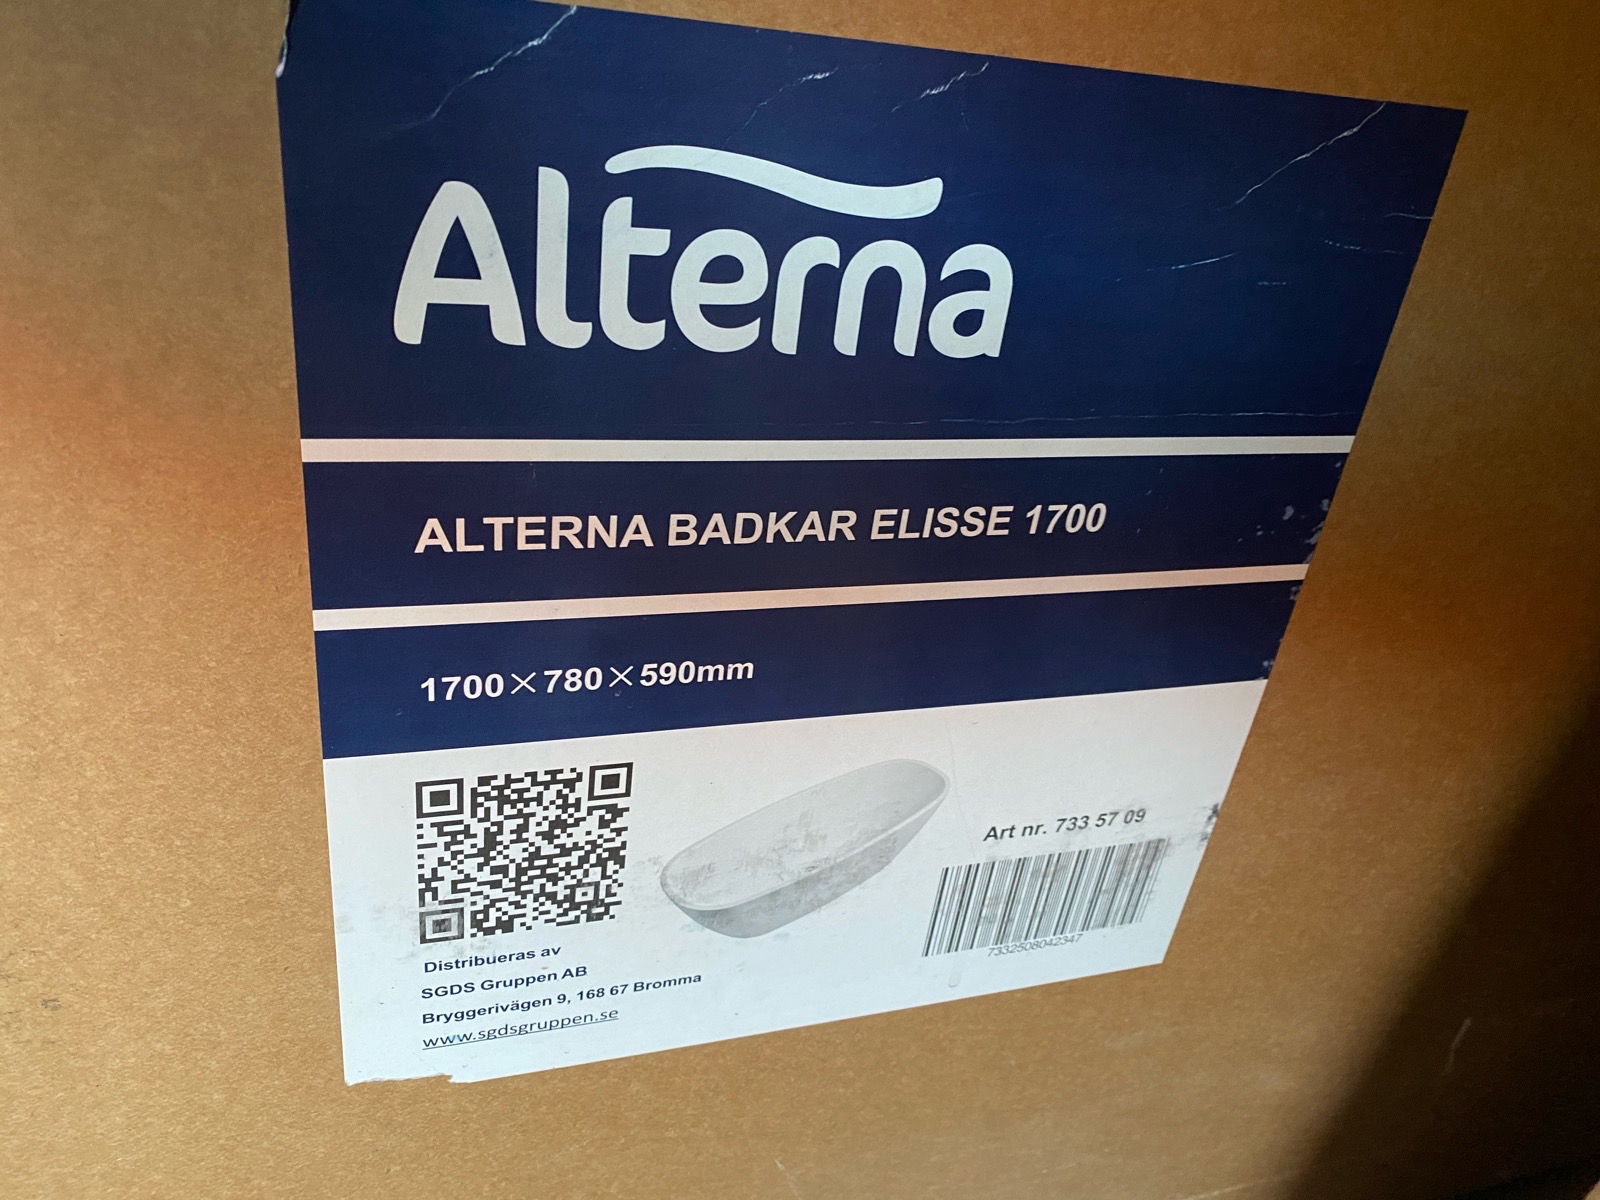 Alterna
ALTERNA BADKAR ELISSE 1700
1700×780×590mm
Art nr. 733 57 09
7332508042347
Distribueras av
SGDS Gruppen AB
Bryggerivägen 9, 168 67 Bromma
www.sgdsgruppen.se